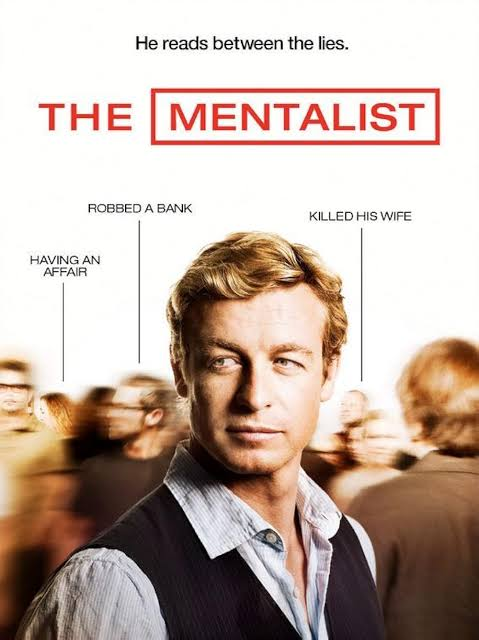 He reads between the lies.
THE MENTALIST
ROBBED A BANK
KILLED HIS WIFE
HAVING AN
AFFAIR